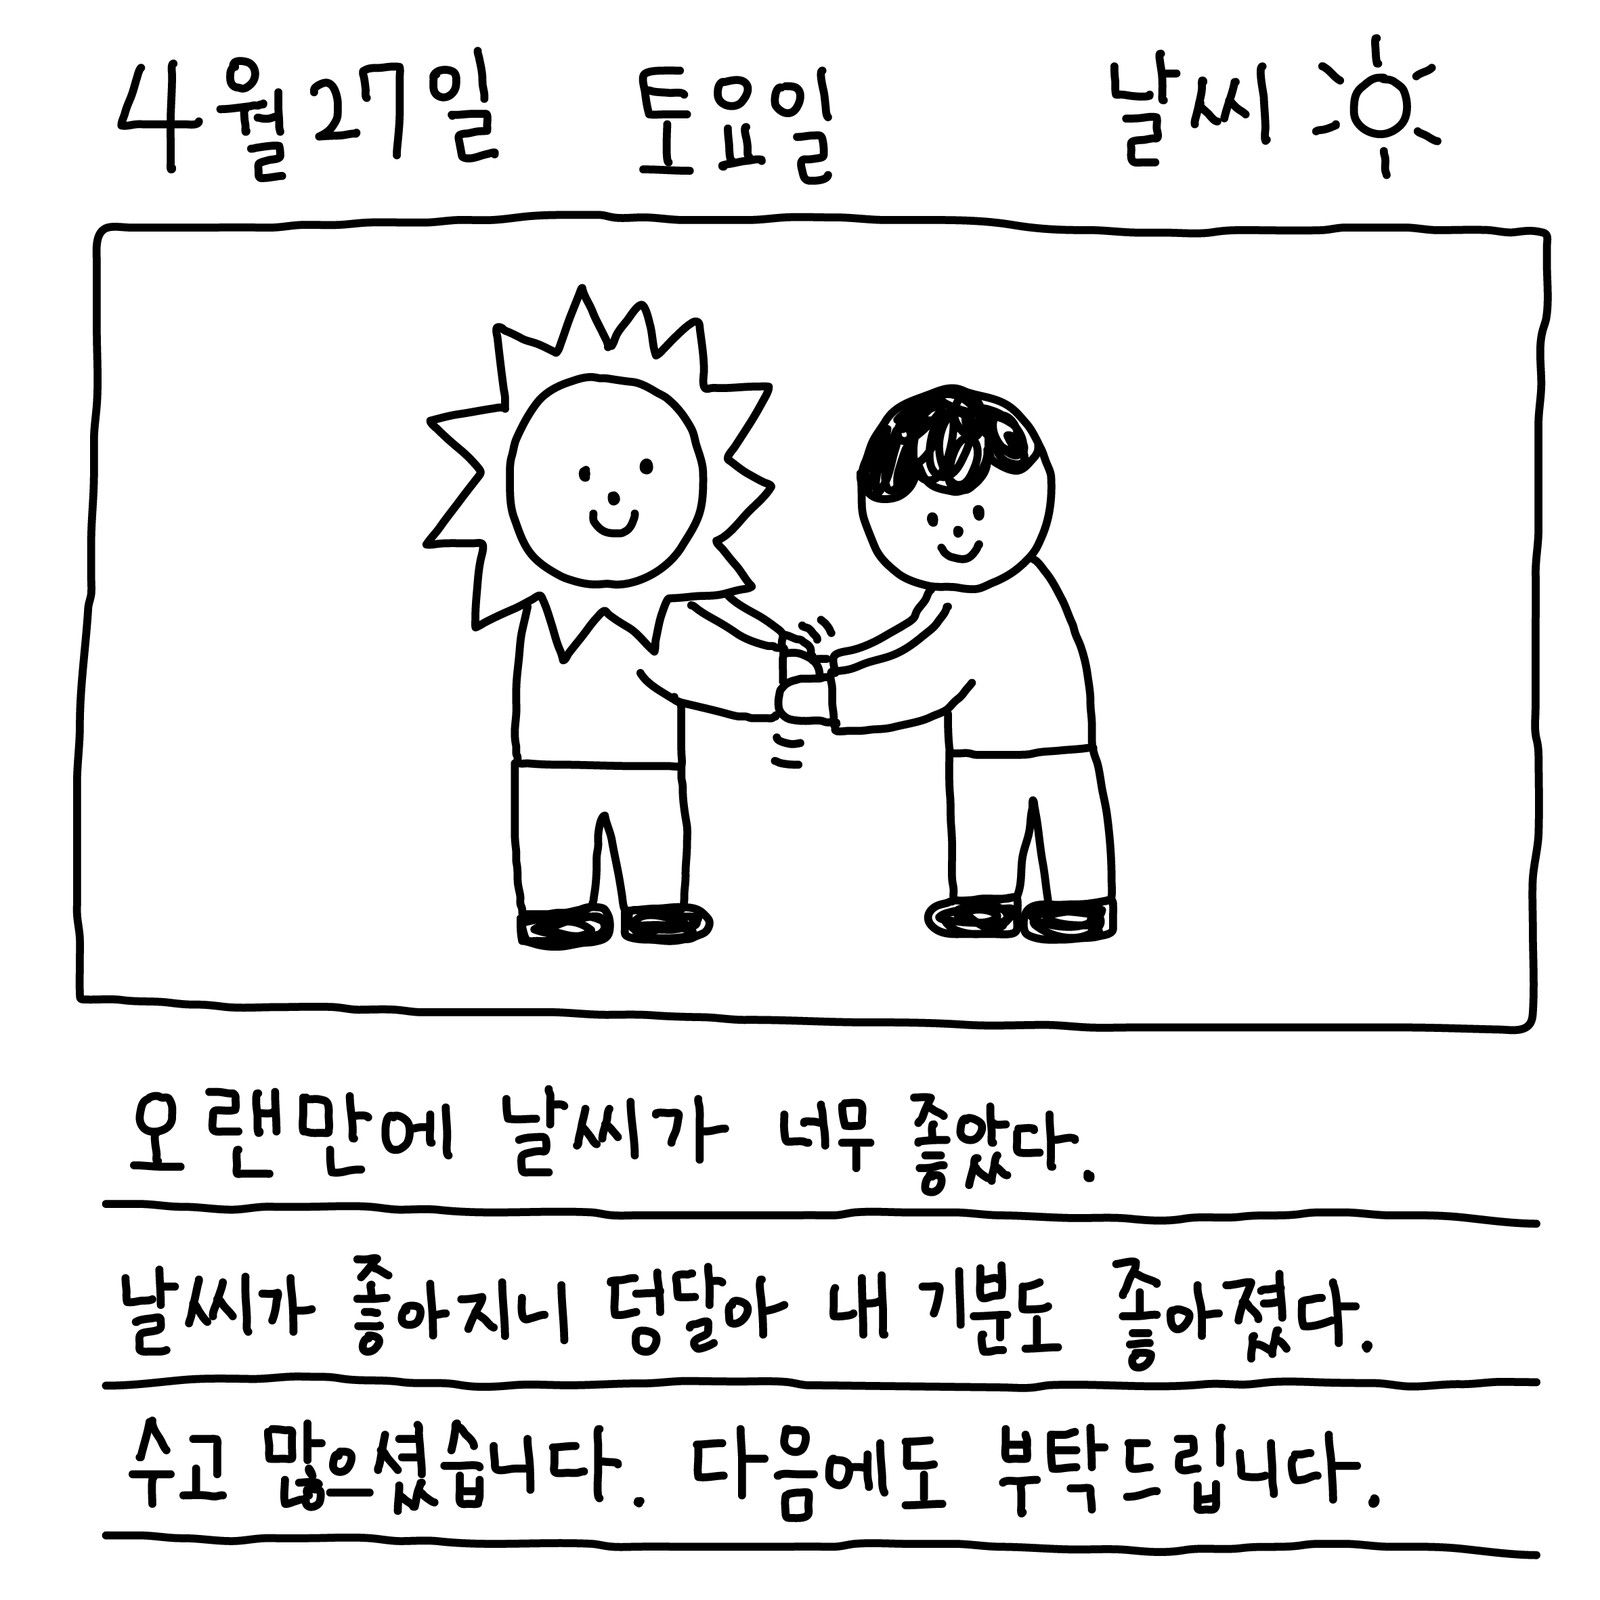 4월 27일 토요일 날씨
오랜만에 날씨가 너무 좋았다.
날씨가 좋아지니 덩달아 내 기분도 좋아졌다.
수고 많으셨습니다. 다음에도 부탁드립니다.